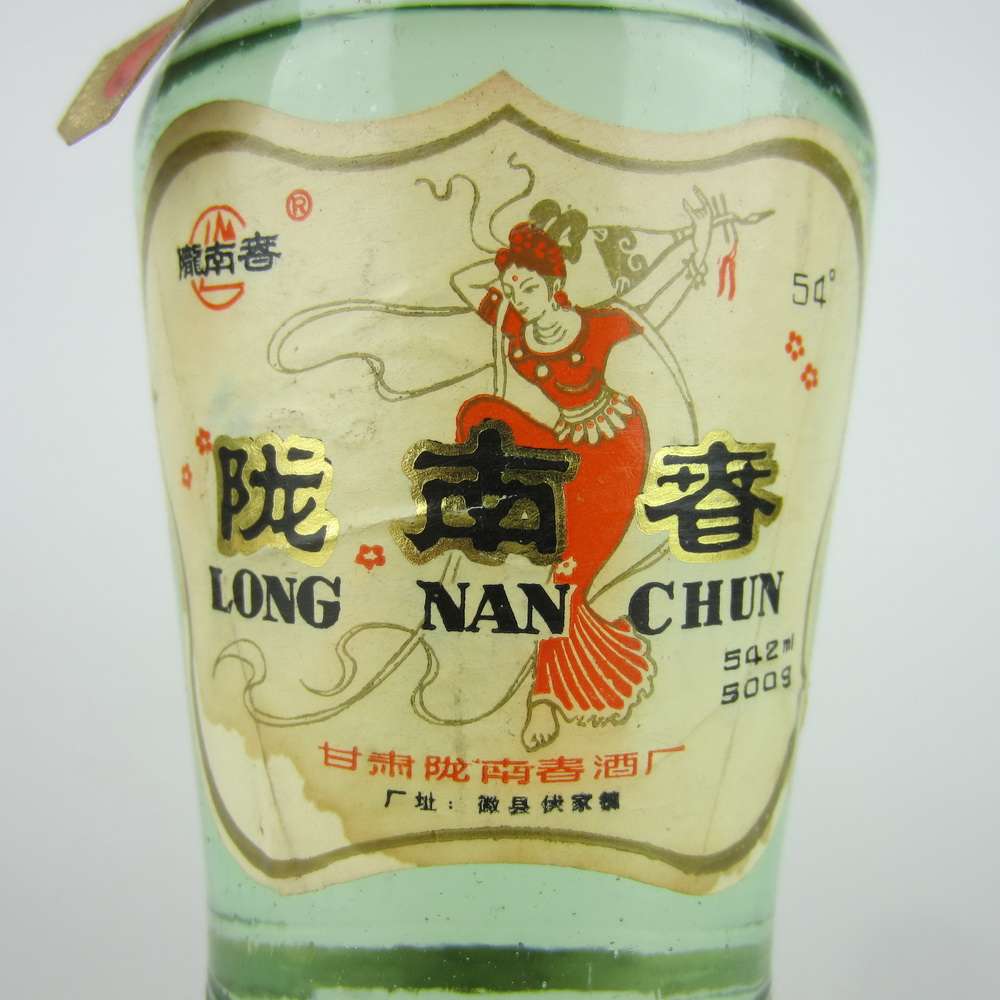 隴南春 ®
54°
陇南春
LONG NAN CHUN
542ml
500g
甘肃陇南春酒厂
厂址：徽县伏家镇